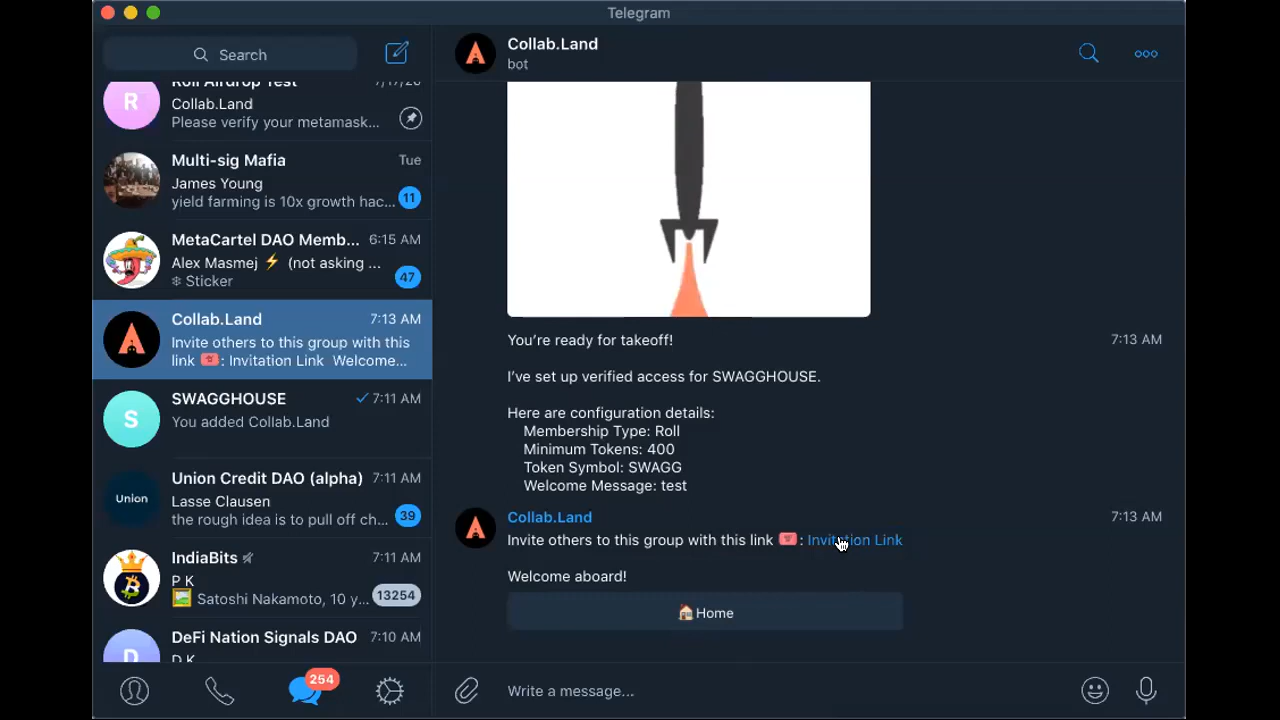 Telegram
Search
Roll Airdrop Test
7/17/20
Collab.Land
Please verify your metamask...
R
Multi-sig Mafia
Tue
James Young
yield farming is 10x growth hac...
11
MetaCartel DAO Memb...
6:15 AM
Alex Masmej ⚡ (not asking ...
❄ Sticker
47
Collab.Land
7:13 AM
Invite others to this group with this
link 🎟: Invitation Link Welcome...
S
SWAGGHOUSE
7:11 AM
You added Collab.Land
Union
Union Credit DAO (alpha)
7:11 AM
Lasse Clausen
the rough idea is to pull off ch...
39
IndiaBits
7:11 AM
P K
Satoshi Nakamoto, 10 y...
13254
D
DeFi Nation Signals DAO
7:10 AM
D K
254
Collab.Land
bot
You're ready for takeoff!
7:13 AM
I've set up verified access for SWAGGHOUSE.
Here are configuration details:
Membership Type: Roll
Minimum Tokens: 400
Token Symbol: SWAGG
Welcome Message: test
Collab.Land
7:13 AM
Invite others to this group with this link 🎟: Invitation Link
Welcome aboard!
🏠Home
Write a message...